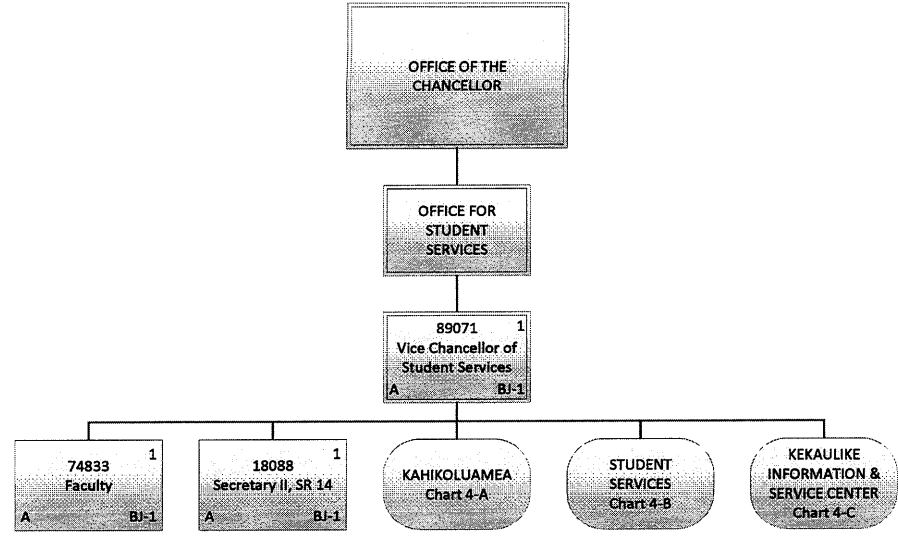 OFFICE OF THE
CHANCELLOR
OFFICE FOR
STUDENT
SERVICES
89071 1
Vice Chancellor of
Student Services
A BJ-1
1
74833
Faculty
A BJ-1
1
18088
Secretary II, SR 14
A BJ-1
KAHIKOLUAMEA
Chart 4-A
STUDENT
SERVICES
Chart 4-B
KEKAULIKE
INFORMATION &
SERVICE CENTER
Chart 4-C